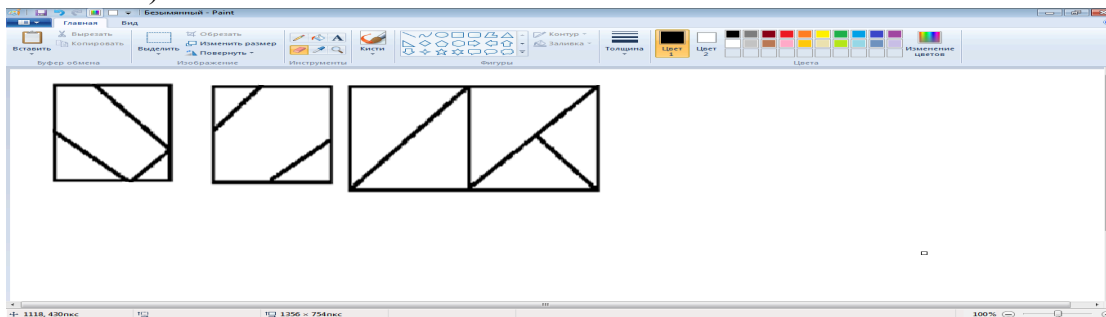 Безымянный - Paint
Главная Вид
Вставить
Вырезать
Копировать
Буфер обмена
Выделить
Обрезать
Изменить размер
Повернуть
Изображение
A
Инструменты
Кисти
Фигуры
Контур
Заливка
Толщина
Цвет 1
Цвет 2
Изменение цветов
Цвета
1118, 430пкс
1356 × 754пкс
100%